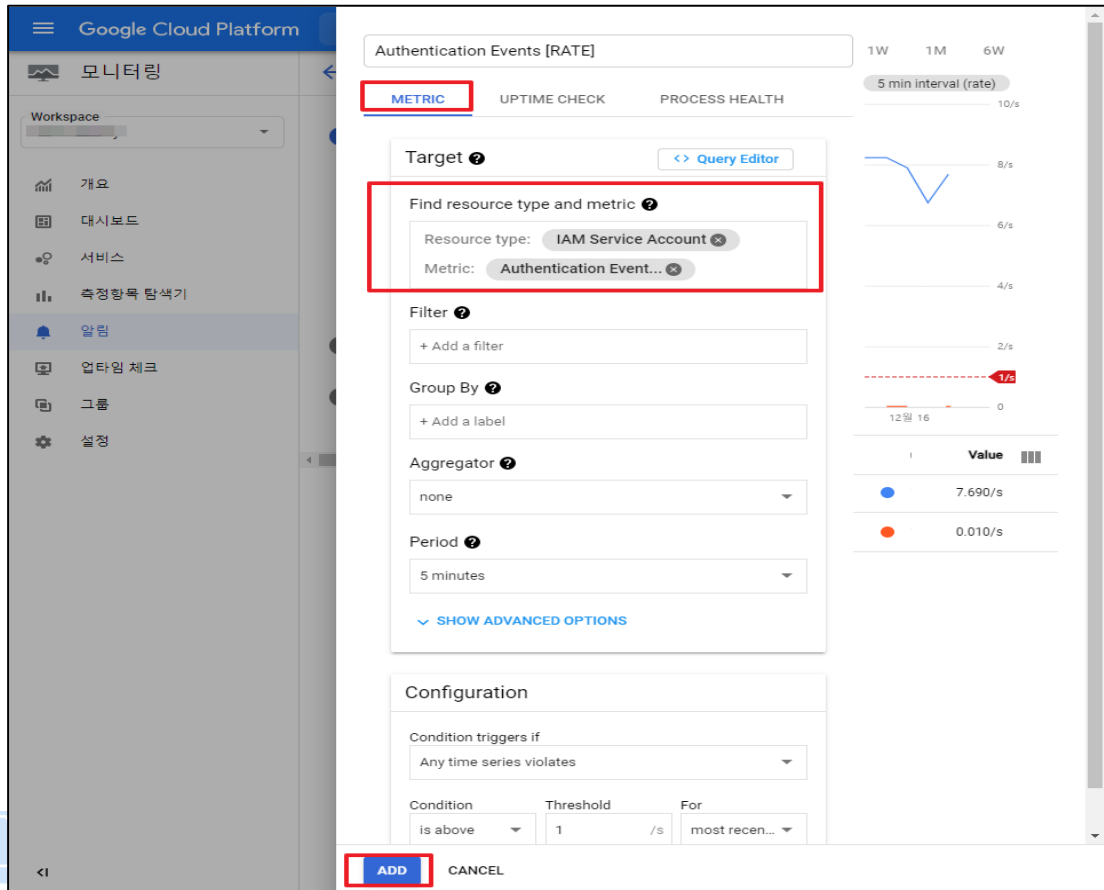 Google Cloud Platform
모니터링
Workspace
개요
대시보드
서비스
측정항목 탐색기
알림
업타임 체크
그룹
설정
Authentication Events [RATE]
METRIC UPTIME CHECK PROCESS HEALTH
Target ? <> Query Editor
Find resource type and metric ?
Resource type: IAM Service Account
Metric: Authentication Event...
Filter ?
+ Add a filter
Group By ?
+ Add a label
Aggregator ?
none
Period ?
5 minutes
SHOW ADVANCED OPTIONS
Configuration
Condition triggers if
Any time series violates
Condition Threshold For
is above 1 /s most recen...
ADD CANCEL
1W 1M 6W
5 min interval (rate)
10/s
8/s
6/s
4/s
2/s
1/s
0
12월 16
Value
7.690/s
0.010/s